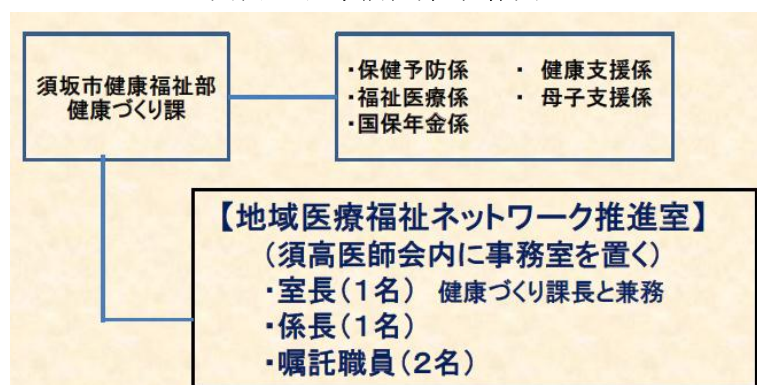 須坂市健康福祉部
健康づくり課
・保健予防係 ・ 健康支援係
・福祉医療係 ・ 母子支援係
・国保年金係
【地域医療福祉ネットワーク推進室】
(須高医師会内に事務室を置く)
・室長(1名) 健康づくり課長と兼務
・係長(1名)
・嘱託職員(2名)